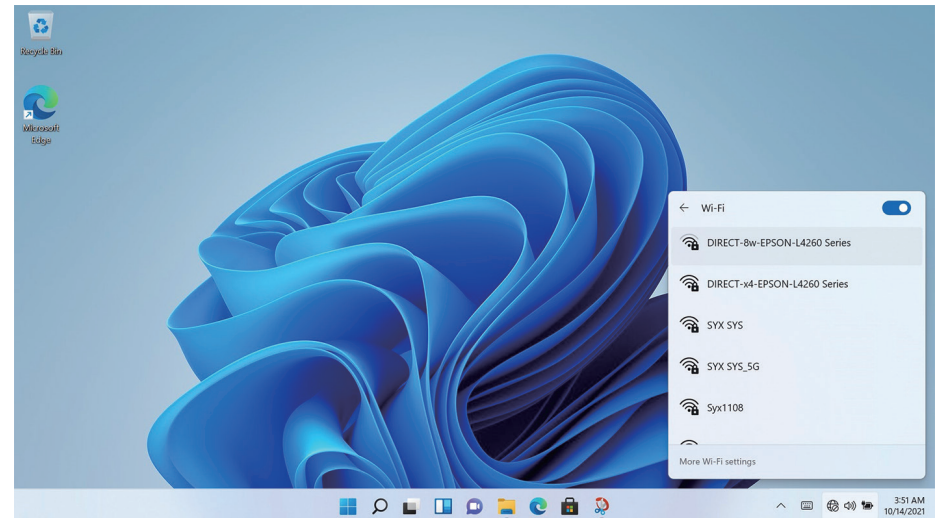 Recycle Bin
Microsoft
Edge
Wi-Fi
DIRECT-8w-EPSON-L4260 Series
DIRECT-x4-EPSON-L4260 Series
SYX SYS
SYX SYS_5G
Syx1108
More Wi-Fi settings
3:51 AM
10/14/2021